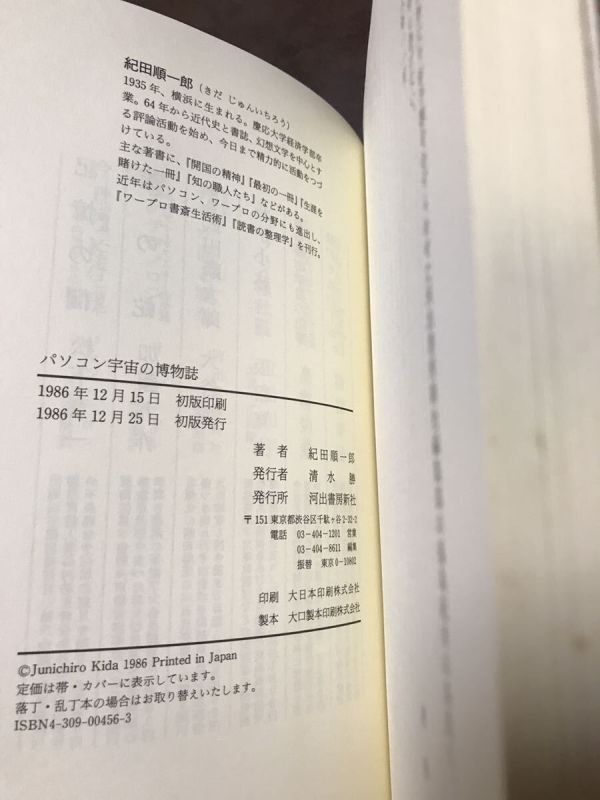 紀田順一郎（きだ じゅんいちろう）
1935年、横浜に生まれる。慶応大学経済学部卒
業。64年から近代史と書誌、幻想文学を中心とす
る評論活動を始め、今日まで精力的に活動をつづ
けている。
主な著書に、『開国の精神』『最初の一冊』『生涯を
賭けた一冊』『知の職人たち』などがある。
近年はパソコン、ワープロの分野にも進出し、
『ワープロ書斎生活術』『読書の整理学』を刊行。
パソコン宇宙の博物誌
1986年12月15日 初版印刷
1986年12月25日 初版発行
著者 紀田順一郎
発行者 清水勝
発行所 河出書房新社
〒151 東京都渋谷区千駄ヶ谷2-32-2
電話 03-404-1201 営業
03-404-8611 編集
振替 東京0-10802
印刷 大日本印刷株式会社
製本 大口製本印刷株式会社
©Junichiro Kida 1986 Printed in Japan
定価は帯・カバーに表示しています。
落丁・乱丁本の場合はお取り替えいたします。
ISBN4-309-00456-3